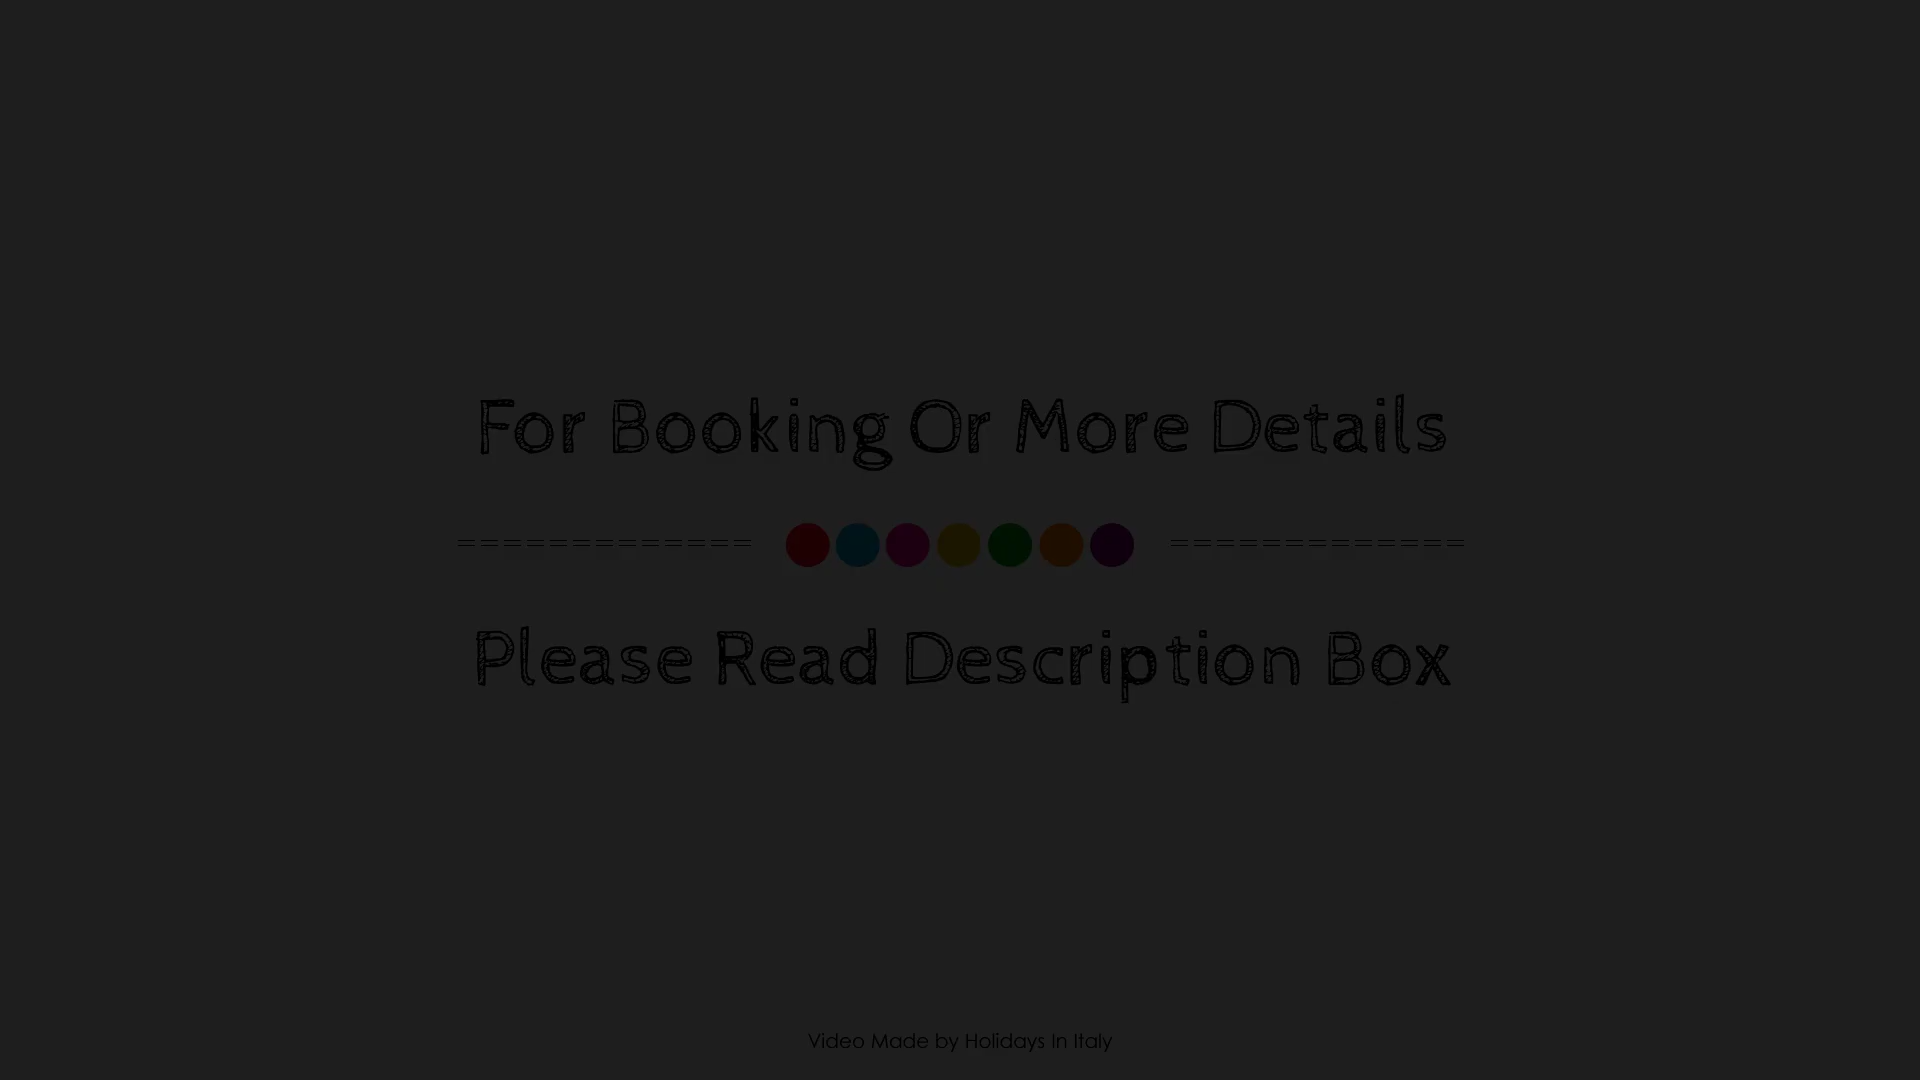 For Booking Or More Details
============= =============
Please Read Description Box
Video Made by Holidays In Italy